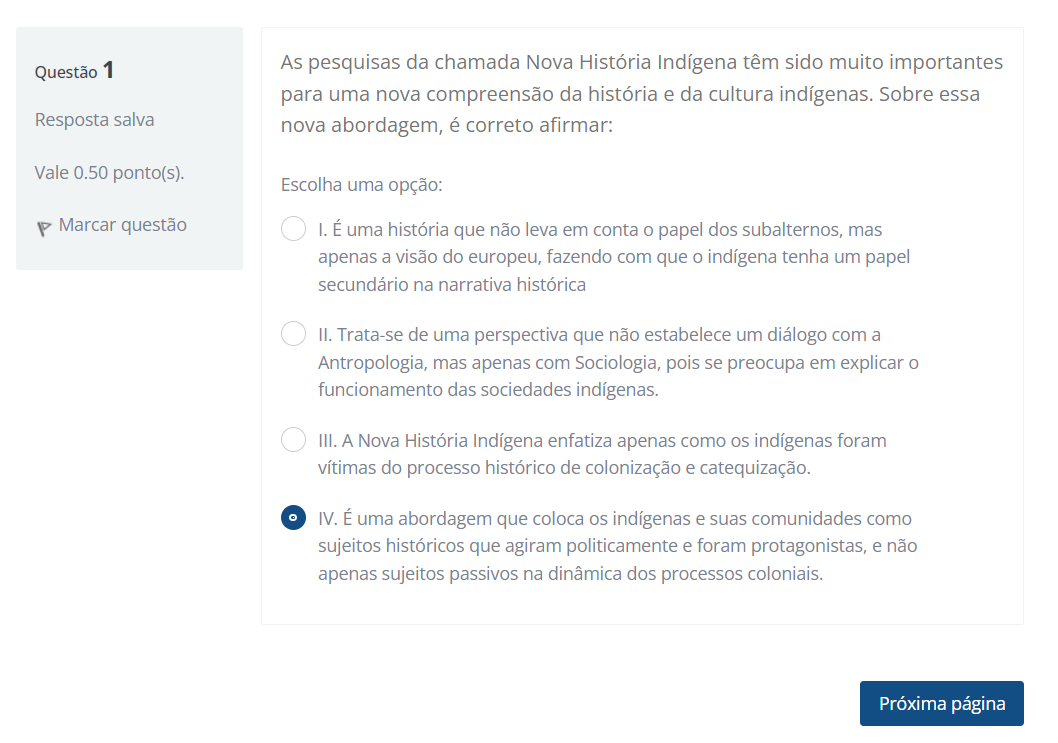 Questão 1
Resposta salva
Vale 0.50 ponto(s).
Marcar questão
As pesquisas da chamada Nova História Indígena têm sido muito importantes
para uma nova compreensão da história e da cultura indígenas. Sobre essa
nova abordagem, é correto afirmar:
Escolha uma opção:
I. É uma história que não leva em conta o papel dos subalternos, mas
apenas a visão do europeu, fazendo com que o indígena tenha um papel
secundário na narrativa histórica
II. Trata-se de uma perspectiva que não estabelece um diálogo com a
Antropologia, mas apenas com Sociologia, pois se preocupa em explicar o
funcionamento das sociedades indígenas.
III. A Nova História Indígena enfatiza apenas como os indígenas foram
vítimas do processo histórico de colonização e catequização.
IV. É uma abordagem que coloca os indígenas e suas comunidades como
sujeitos históricos que agiram politicamente e foram protagonistas, e não
apenas sujeitos passivos na dinâmica dos processos coloniais.
Próxima página